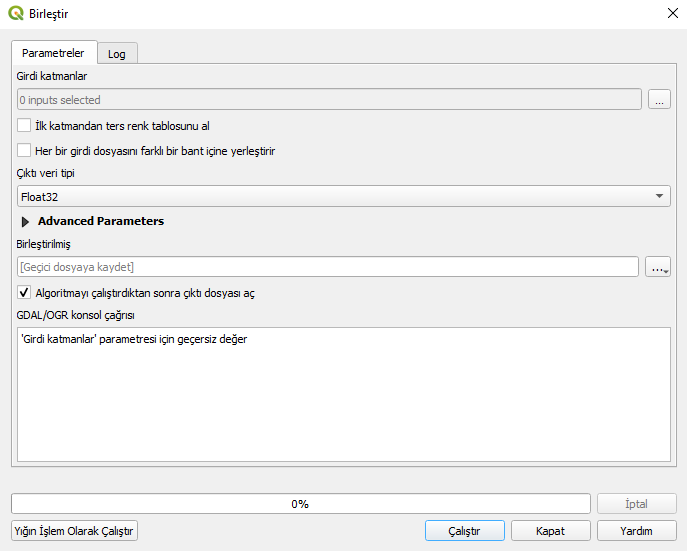 Birleştir
Parametreler
Log
Girdi katmanlar
0 inputs selected
...
İlk katmandan ters renk tablosunu al
Her bir girdi dosyasını farklı bir bant içine yerleştirir
Çıktı veri tipi
Float32
Advanced Parameters
Birleştirilmiş
[Geçici dosyaya kaydet]
...
Algoritmayı çalıştırdıktan sonra çıktı dosyası aç
GDAL/OGR konsol çağrısı
'Girdi katmanlar' parametresi için geçersiz değer
0%
İptal
Yığın İşlem Olarak Çalıştır
Çalıştır
Kapat
Yardım